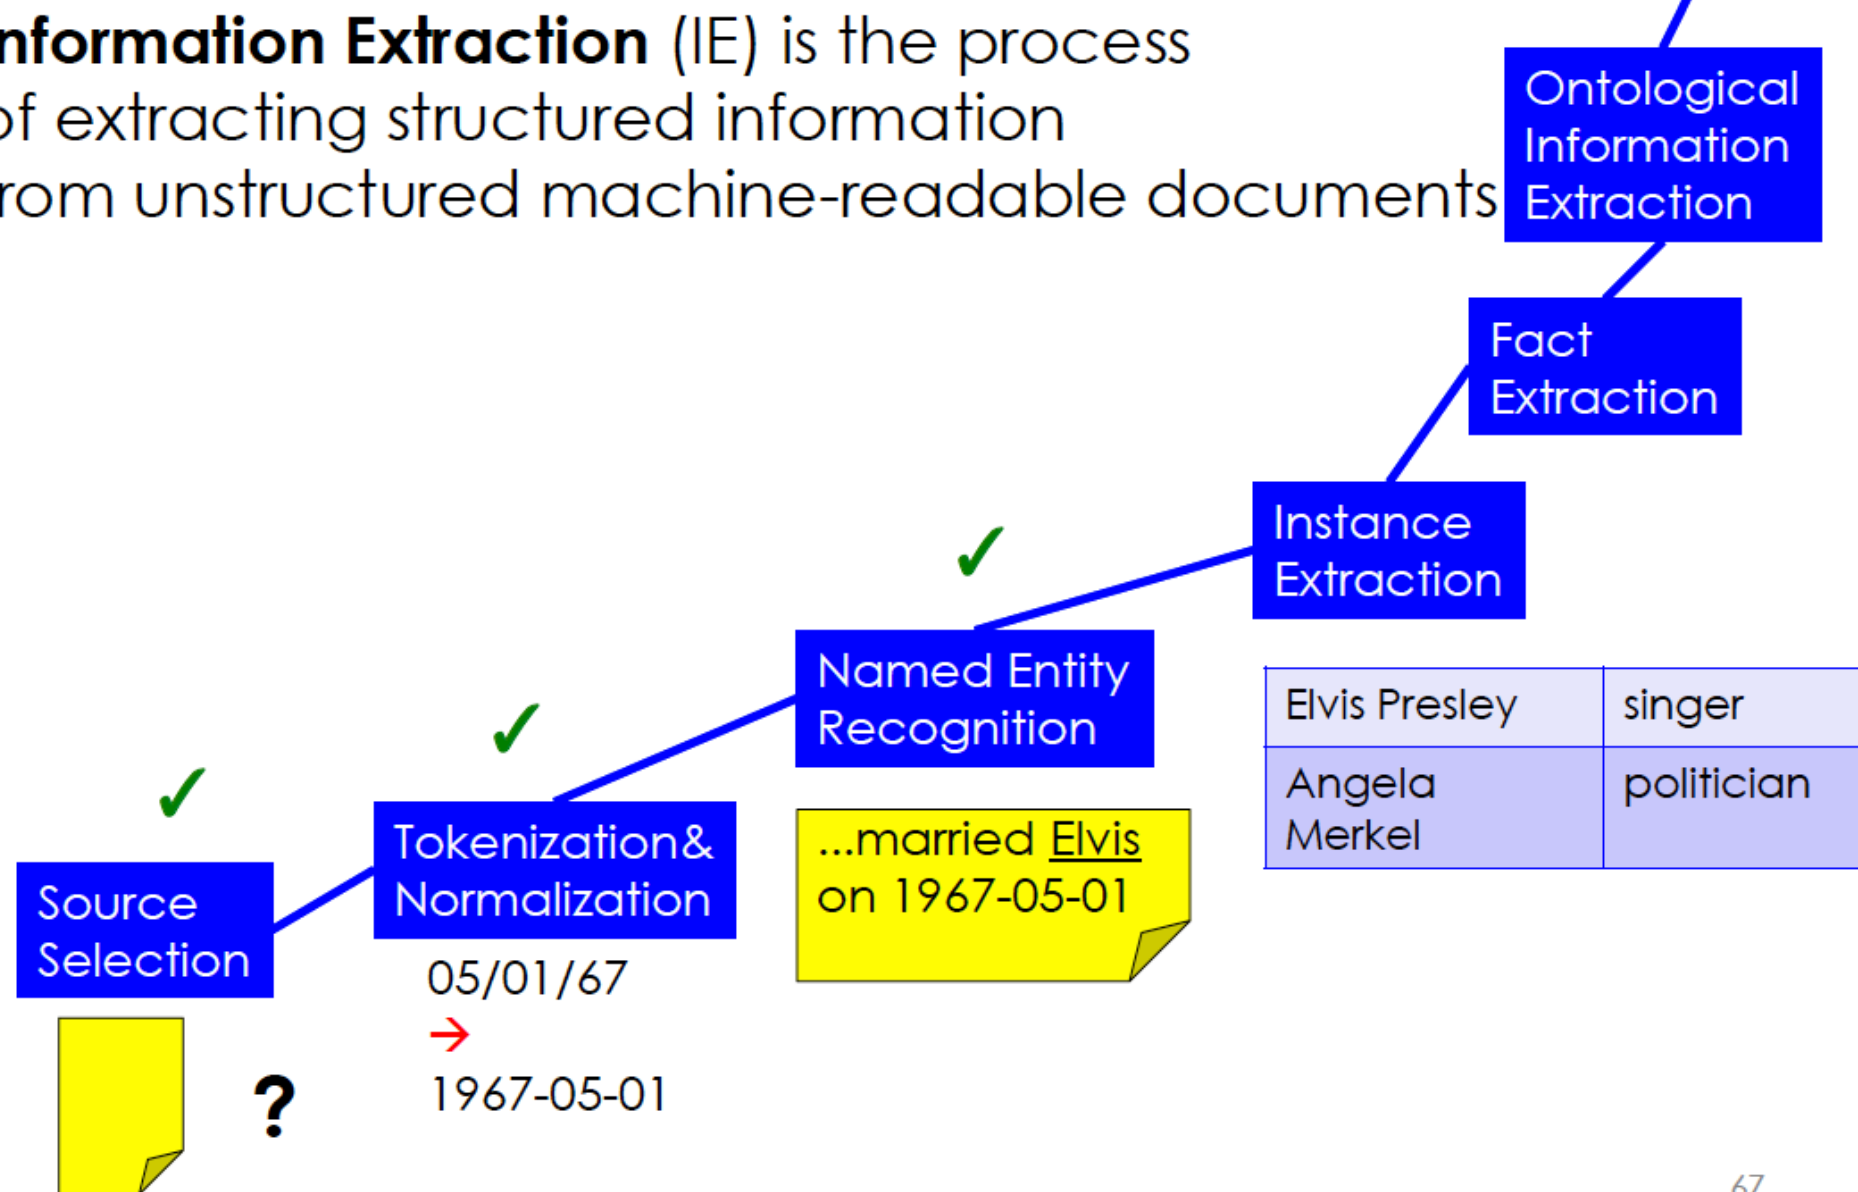 nformation Extraction (IE) is the process
of extracting structured information
rom unstructured machine-readable documents
Ontological
Information
Extraction
Fact
Extraction
Instance
Extraction
✓
Named Entity
Recognition
Elvis Presley singer
Angela politician
Merkel
✓
✓
Tokenization&
Normalization
...married Elvis
on 1967-05-01
Source
Selection
05/01/67
→
1967-05-01
?
67